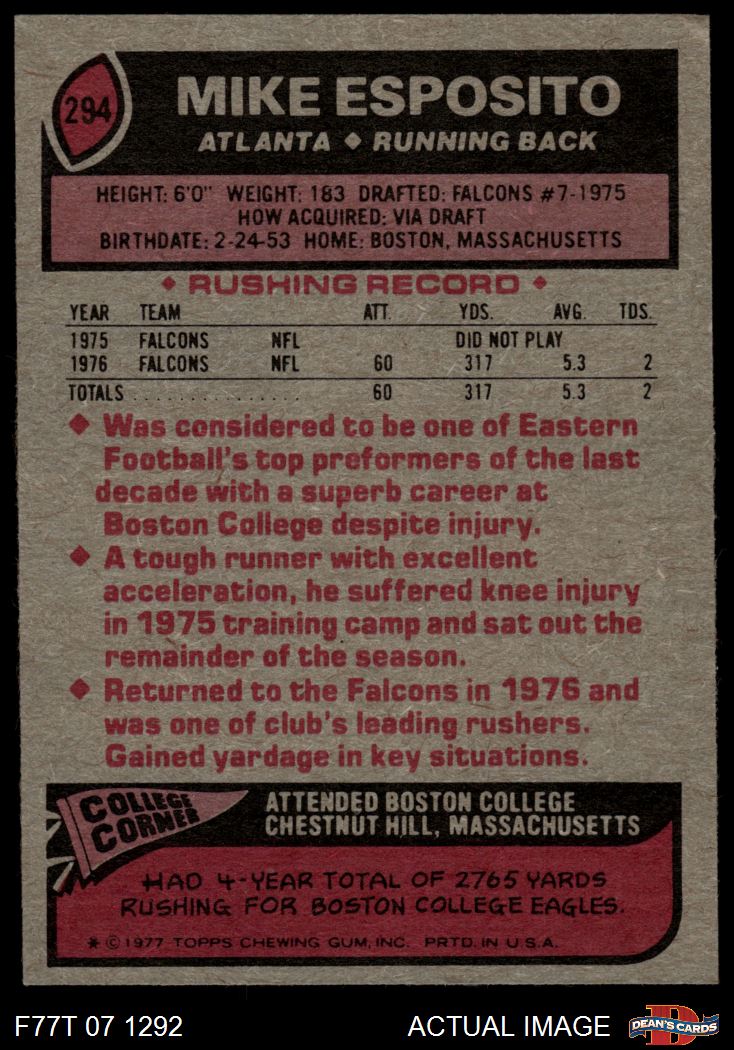 294
MIKE ESPOSITO
ATLANTA ◆ RUNNING BACK
HEIGHT: 6'0" WEIGHT: 183 DRAFTED: FALCONS #7-1975
HOW ACQUIRED: VIA DRAFT
BIRTHDATE: 2-24-53 HOME: BOSTON, MASSACHUSETTS
◆ RUSHING RECORD ◆
YEAR TEAM ATT. YDS. AVG. TDS.
1975 FALCONS NFL DID NOT PLAY
1976 FALCONS NFL 60 317 5.3 2
TOTALS . . . . . . . . . . . . . . . 60 317 5.3 2
◆ Was considered to be one of Eastern
Football's top preformers of the last
decade with a superb career at
Boston College despite injury.
◆ A tough runner with excellent
acceleration, he suffered knee injury
in 1975 training camp and sat out the
remainder of the season.
◆ Returned to the Falcons in 1976 and
was one of club's leading rushers.
Gained yardage in key situations.
COLLEGE
CORNER
ATTENDED BOSTON COLLEGE
CHESTNUT HILL, MASSACHUSETTS
HAD 4-YEAR TOTAL OF 2765 YARDS
RUSHING FOR BOSTON COLLEGE EAGLES.
* © 1977 TOPPS CHEWING GUM, INC. PRTD. IN U.S.A.
F77T 07 1292 ACTUAL IMAGE
D
DEAN'S CARDS